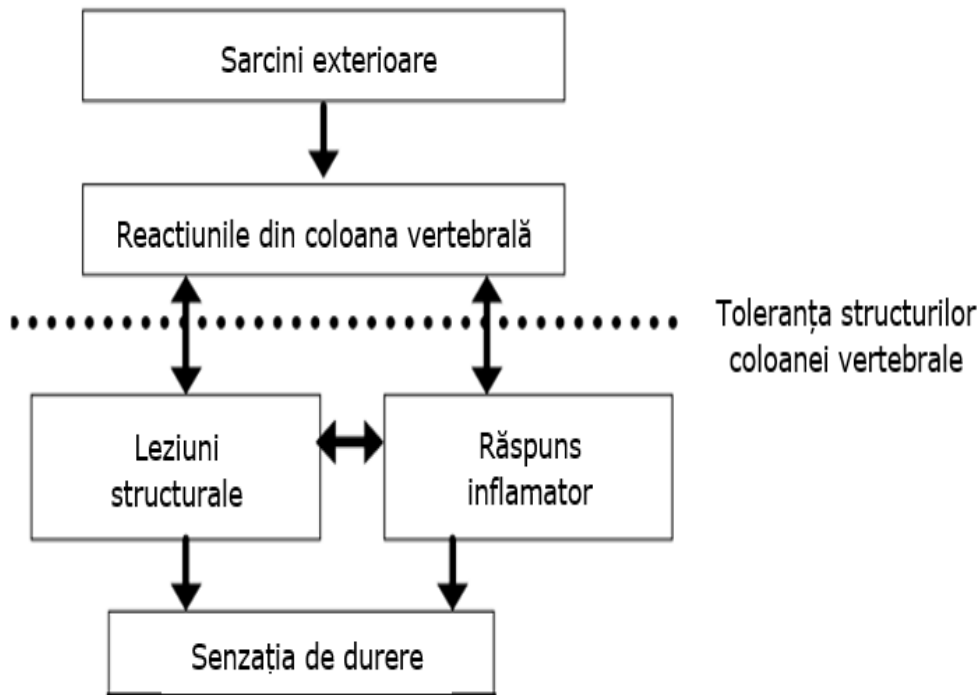 Sarcini exterioare
Reactiunile din coloana vertebrală
Toleranța structurilor
coloanei vertebrale
Leziuni
structurale
Răspuns
inflamator
Senzația de durere